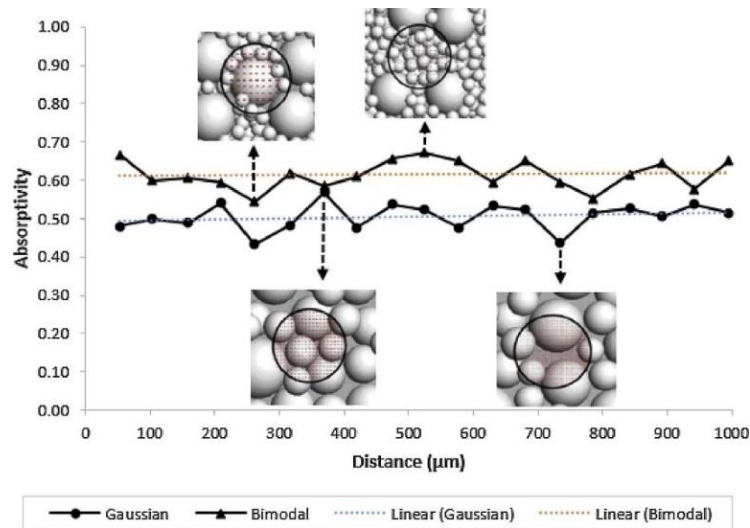 1.00
0.90
0.80
0.70
0.60
0.50
0.40
0.30
0.20
0.10
0.00
Absorptivity
0 100 200 300 400 500 600 700 800 900 1000
Distance (µm)
Gaussian Bimodal Linear (Gaussian) Linear (Bimodal)